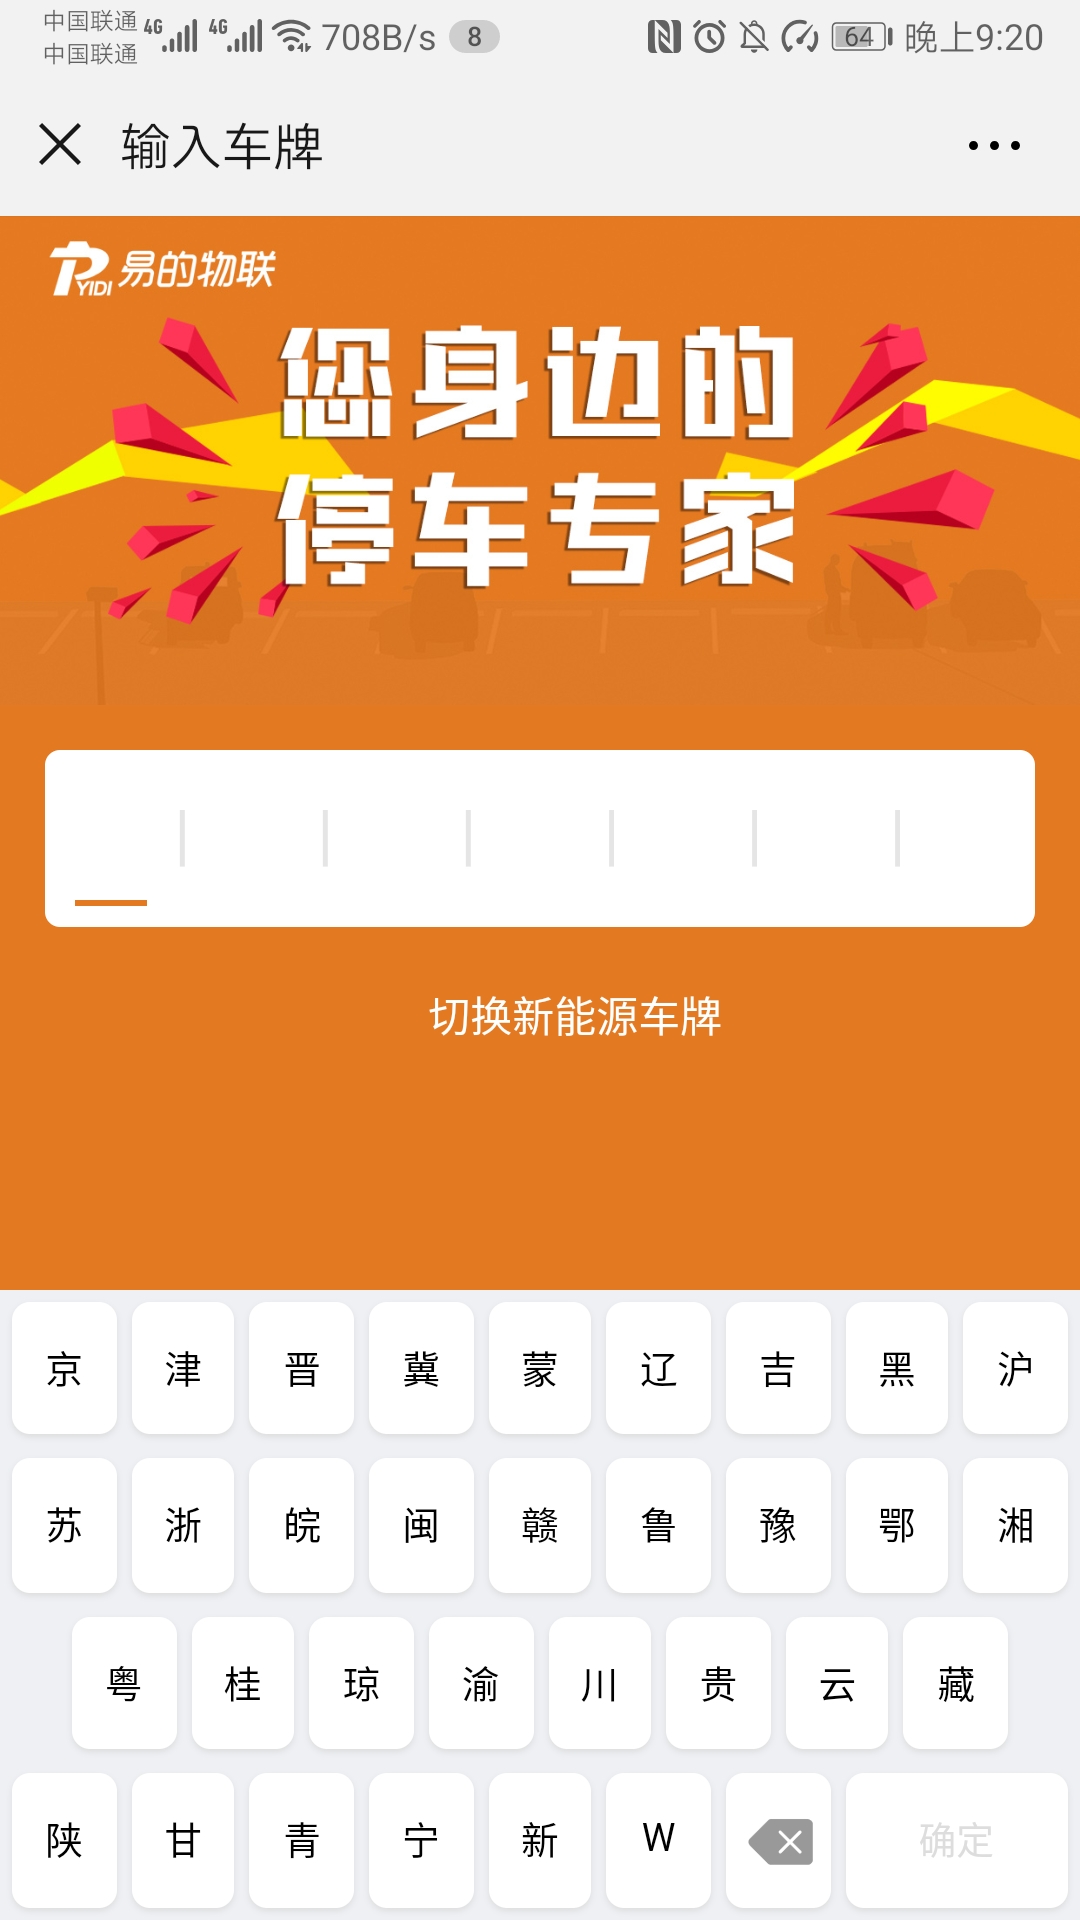 中国联通 4G 4G 708B/s 8 64 晚上9:20
中国联通
输入车牌
YIDI 易的物联
您身边的
停车专家
切换新能源车牌
京 津 晋 冀 蒙 辽 吉 黑 沪
苏 浙 皖 闽 赣 鲁 豫 鄂 湘
粤 桂 琼 渝 川 贵 云 藏
陕 甘 青 宁 新 W 确定